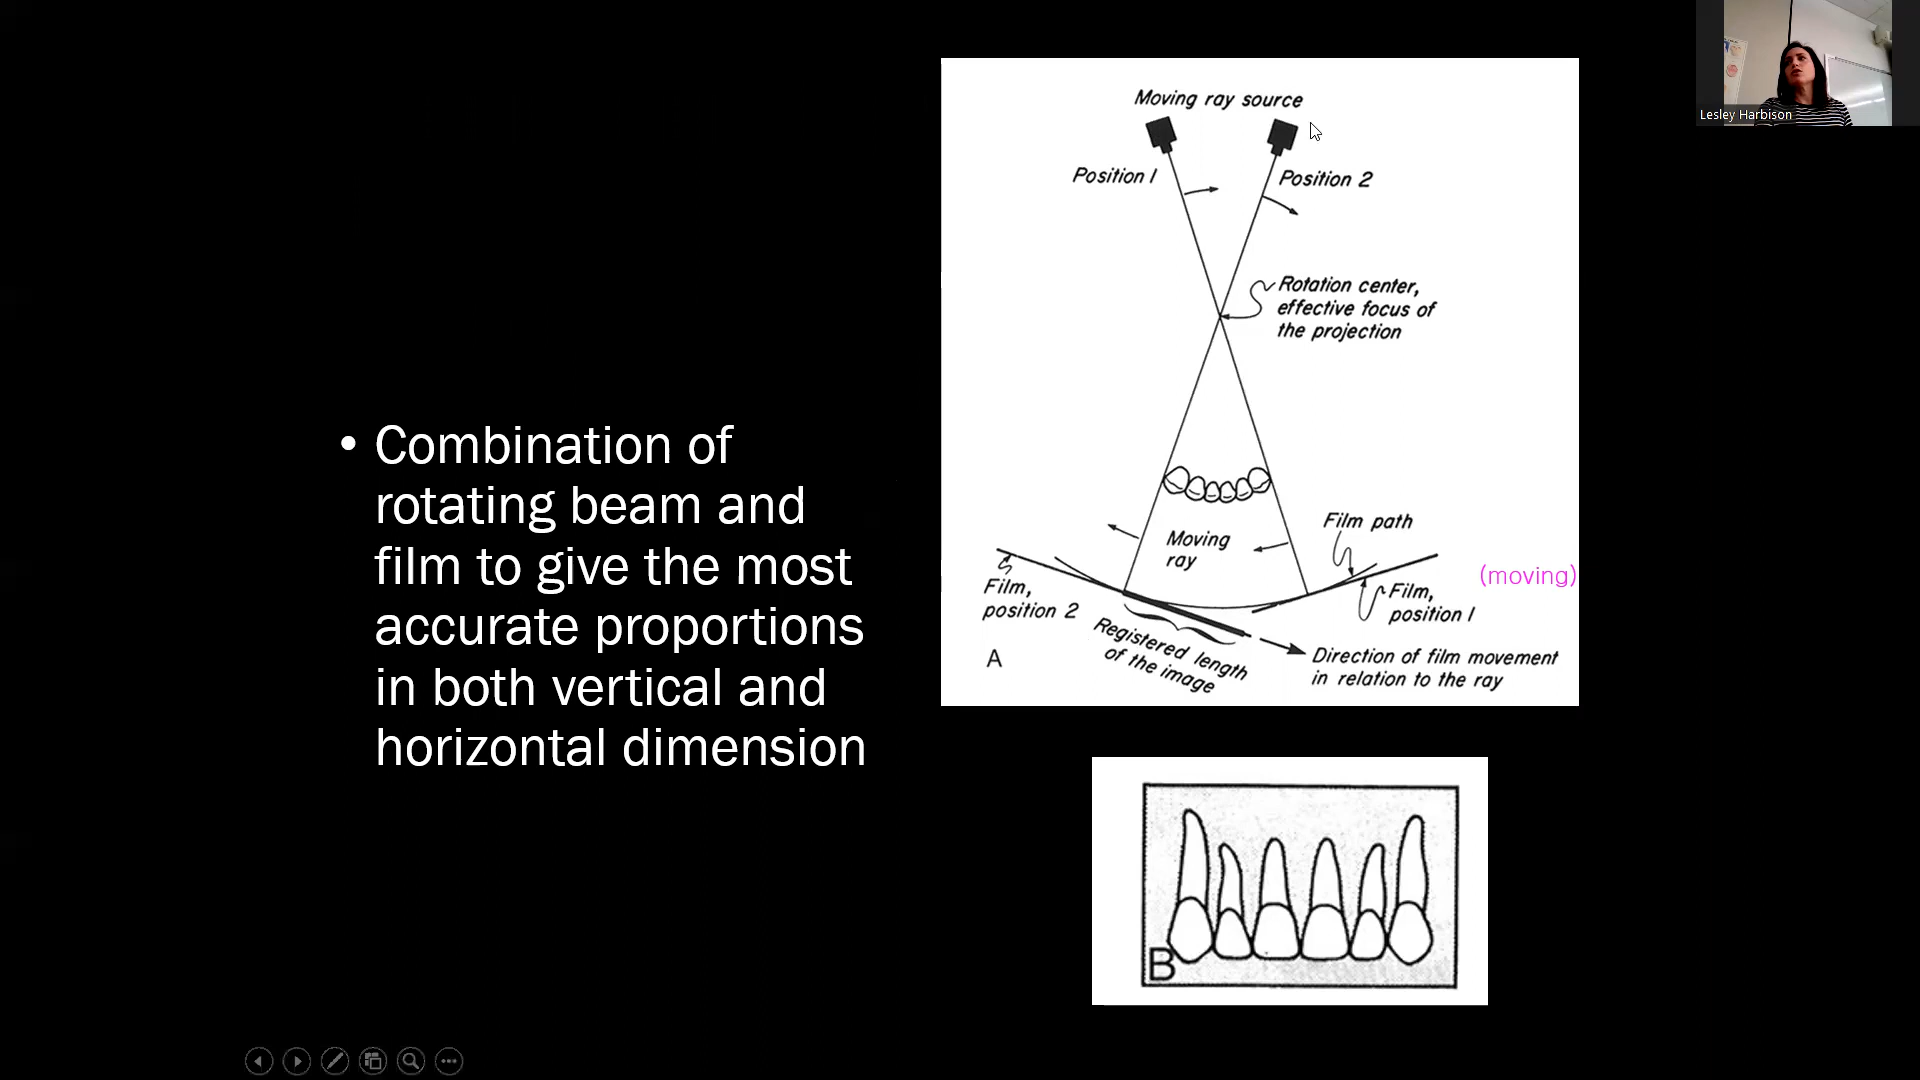 Lesley Harbison
• Combination of
rotating beam and
film to give the most
accurate proportions
in both vertical and
horizontal dimension
Moving ray source
Position 1
Position 2
Rotation center,
effective focus of
the projection
Moving
ray
Film path
(moving)
Film,
position 1
Film,
position 2
Registered length
of the image
Direction of film movement
in relation to the ray
A
B